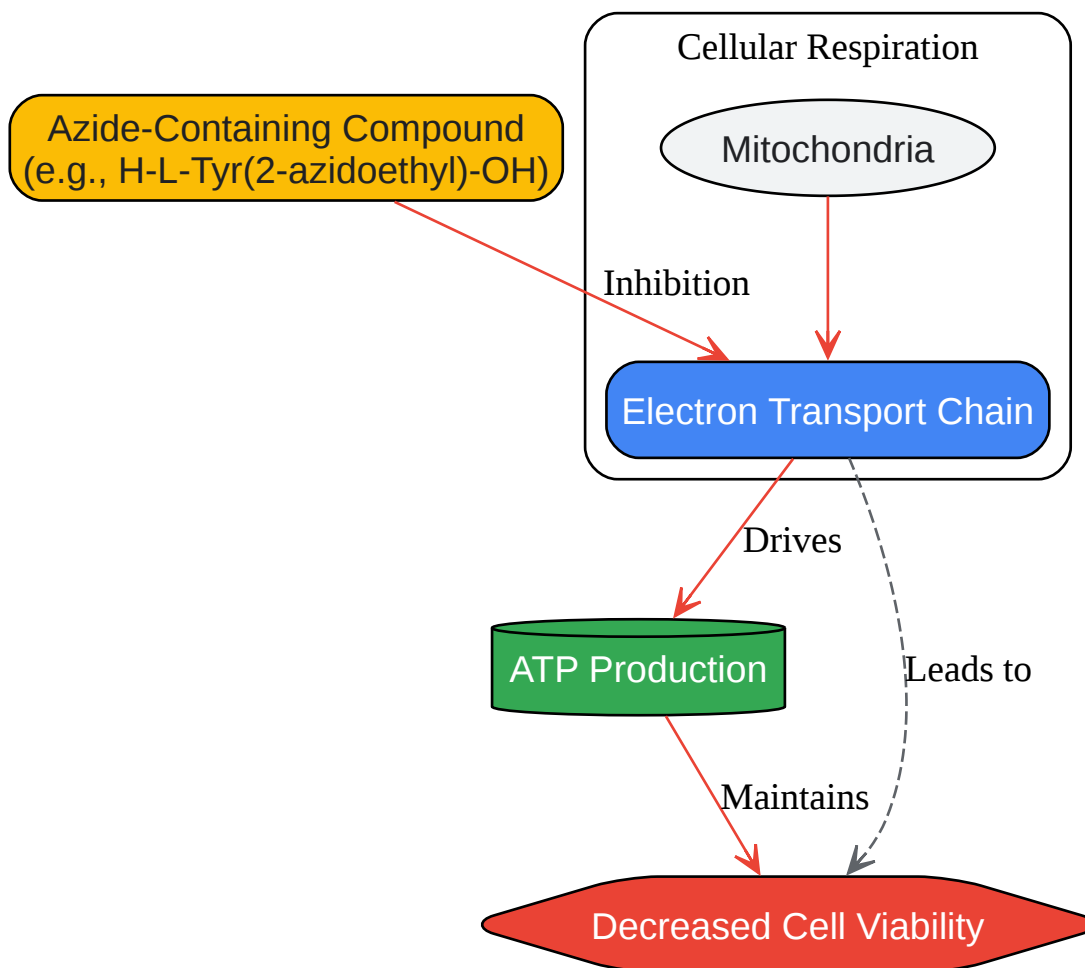 Cellular Respiration
Azide-Containing Compound
(e.g., H-L-Tyr(2-azidoethyl)-OH)
Mitochondria
Inhibition
Electron Transport Chain
Drives
ATP Production
Leads to
Maintains
Decreased Cell Viability